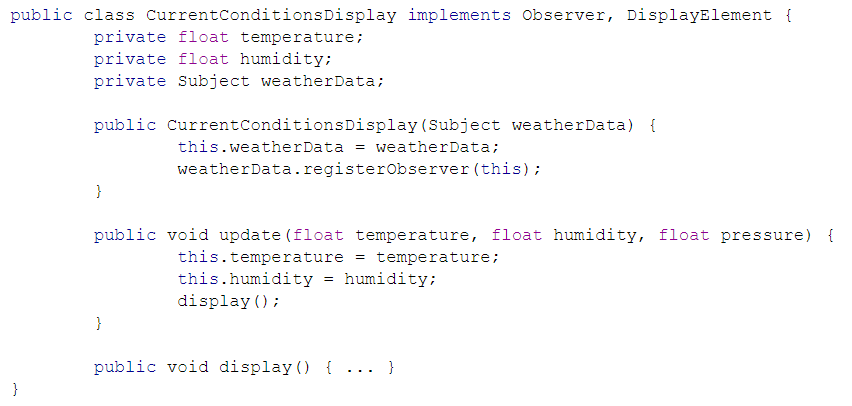 public class CurrentConditionsDisplay implements Observer, DisplayElement {
        private float temperature;
        private float humidity;
        private Subject weatherData;

        public CurrentConditionsDisplay(Subject weatherData) {
                this.weatherData = weatherData;
                weatherData.registerObserver(this);
        }

        public void update(float temperature, float humidity, float pressure) {
                this.temperature = temperature;
                this.humidity = humidity;
                display();
        }

        public void display() { ... }
}